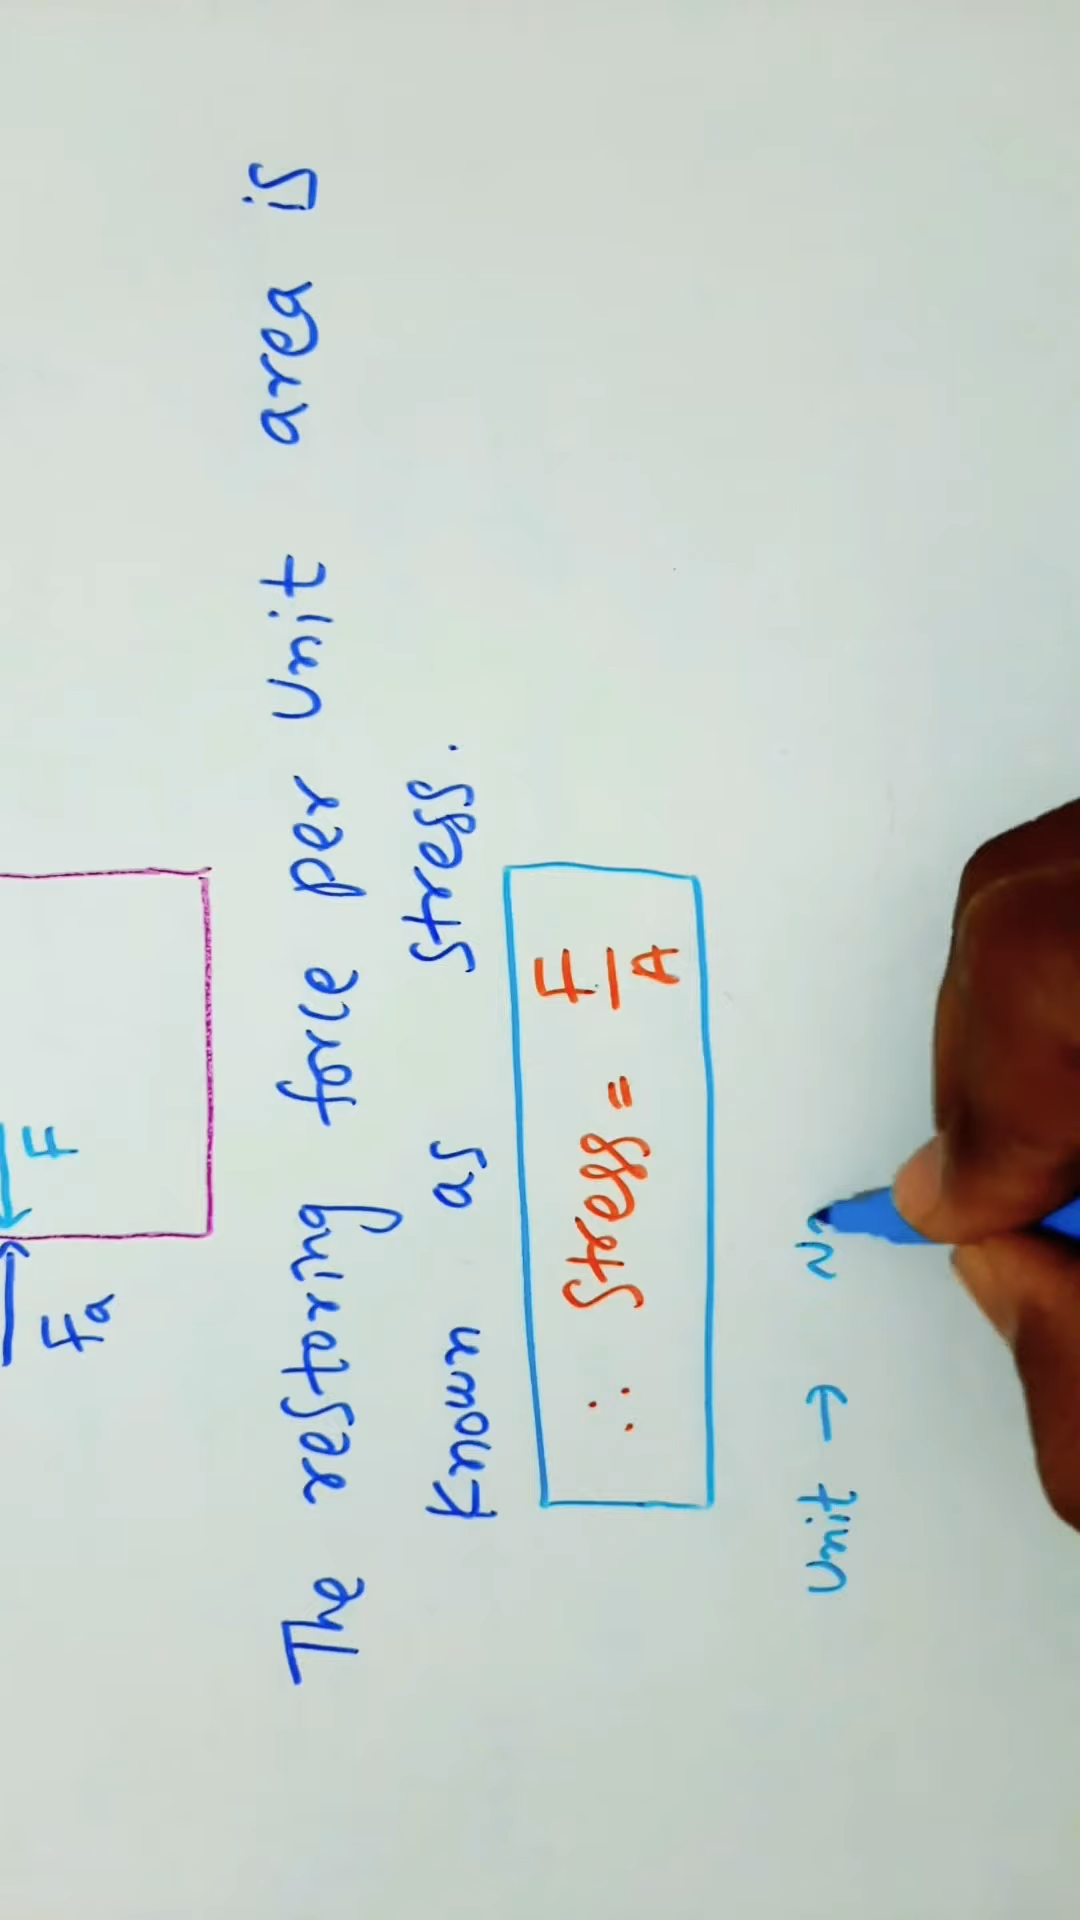 Fa F
The restoring force per unit area is
known as stress.
∴ Stress = F/A
unit → N